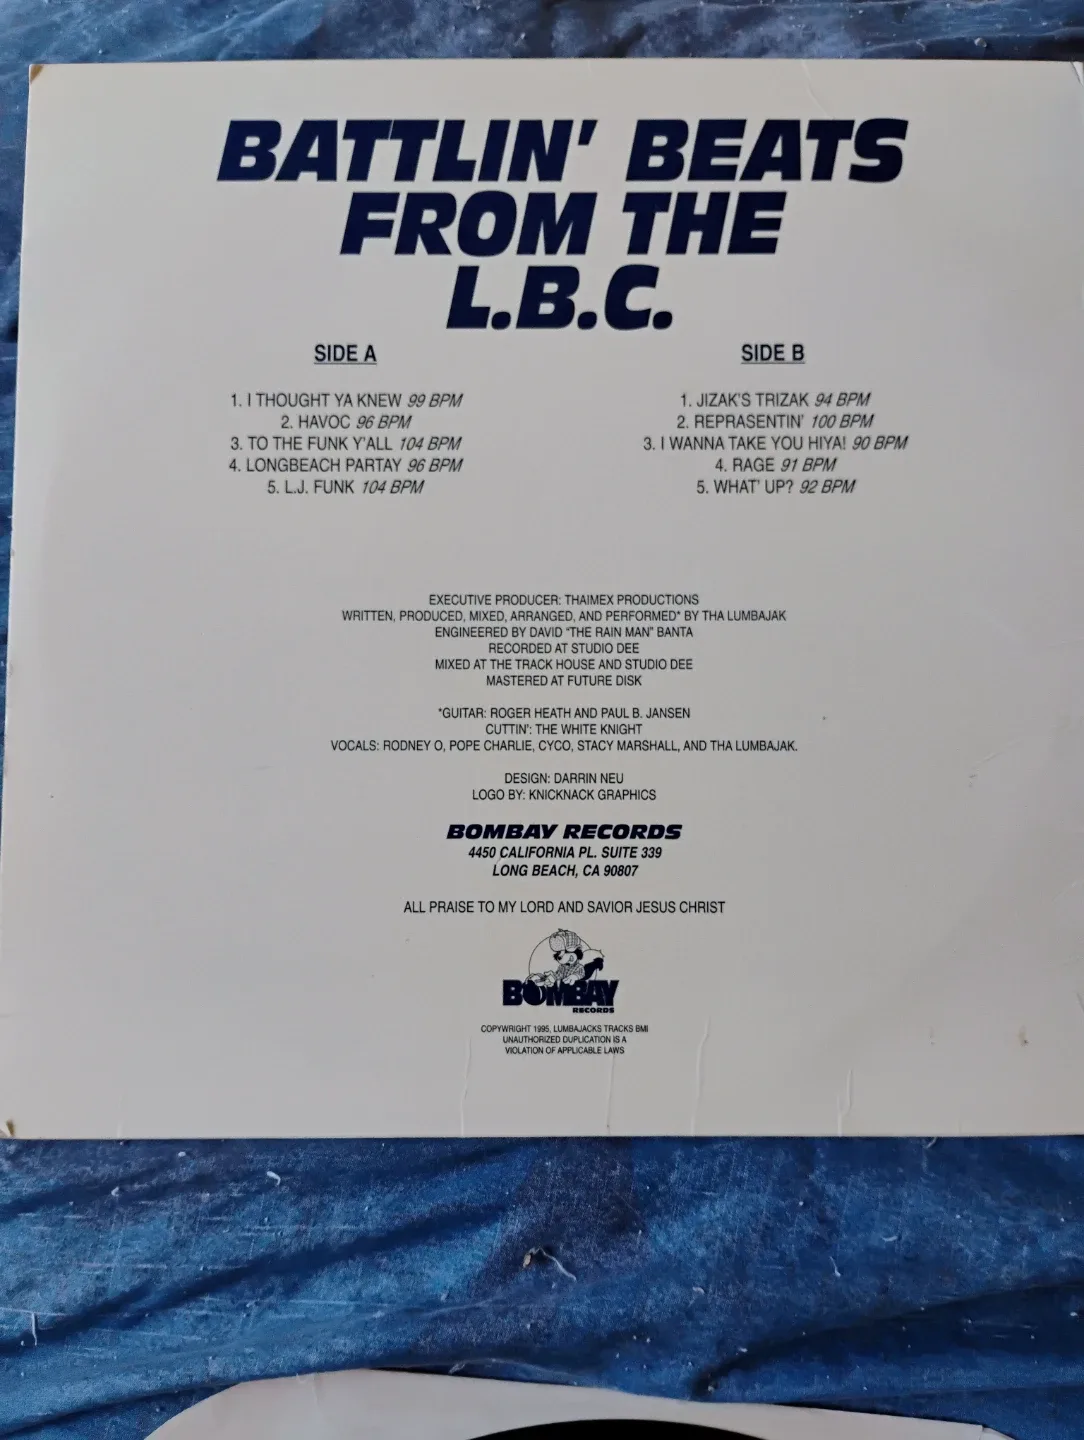 BATTLIN' BEATS
FROM THE
L.B.C.
SIDE A
1. I THOUGHT YA KNEW 99 BPM
2. HAVOC 96 BPM
3. TO THE FUNK Y'ALL 104 BPM
4. LONGBEACH PARTAY 96 BPM
5. L.J. FUNK 104 BPM
SIDE B
1. JIZAK'S TRIZAK 94 BPM
2. REPRASENTIN' 100 BPM
3. I WANNA TAKE YOU HIYA! 90 BPM
4. RAGE 91 BPM
5. WHAT' UP? 92 BPM
EXECUTIVE PRODUCER: THAIMEX PRODUCTIONS
WRITTEN, PRODUCED, MIXED, ARRANGED, AND PERFORMED* BY THA LUMBAJAK
ENGINEERED BY DAVID "THE RAIN MAN" BANTA
RECORDED AT STUDIO DEE
MIXED AT THE TRACK HOUSE AND STUDIO DEE
MASTERED AT FUTURE DISK
*GUITAR: ROGER HEATH AND PAUL B. JANSEN
CUTTIN': THE WHITE KNIGHT
VOCALS: RODNEY O, POPE CHARLIE, CYCO, STACY MARSHALL, AND THA LUMBAJAK.
DESIGN: DARRIN NEU
LOGO BY: KNICKNACK GRAPHICS
BOMBAY RECORDS
4450 CALIFORNIA PL. SUITE 339
LONG BEACH, CA 90807
ALL PRAISE TO MY LORD AND SAVIOR JESUS CHRIST
BOMBAY
RECORDS
COPYWRIGHT 1995, LUMBAJACKS TRACKS BMI
UNAUTHORIZED DUPLICATION IS A
VIOLATION OF APPLICABLE LAWS